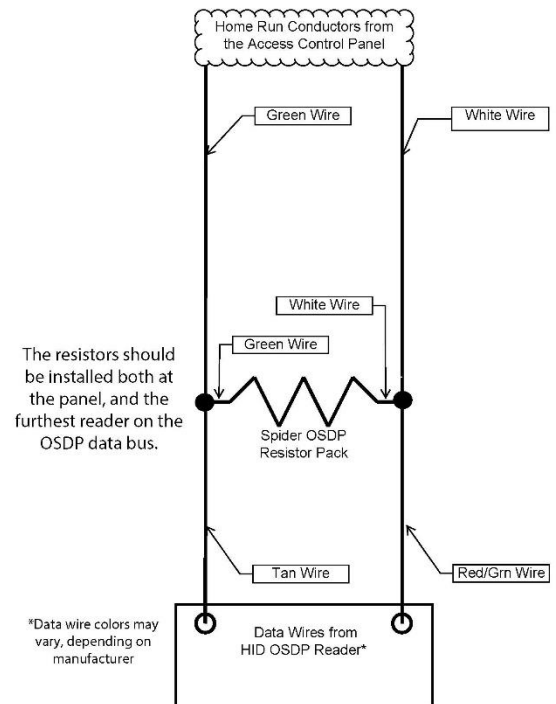 Home Run Conductors from
the Access Control Panel
Green Wire
White Wire
White Wire
Green Wire
The resistors should
be installed both at
the panel, and the
furthest reader on the
OSDP data bus.
Spider OSDP
Resistor Pack
Tan Wire
Red/Grn Wire
*Data wire colors may
vary, depending on
manufacturer
Data Wires from
HID OSDP Reader*